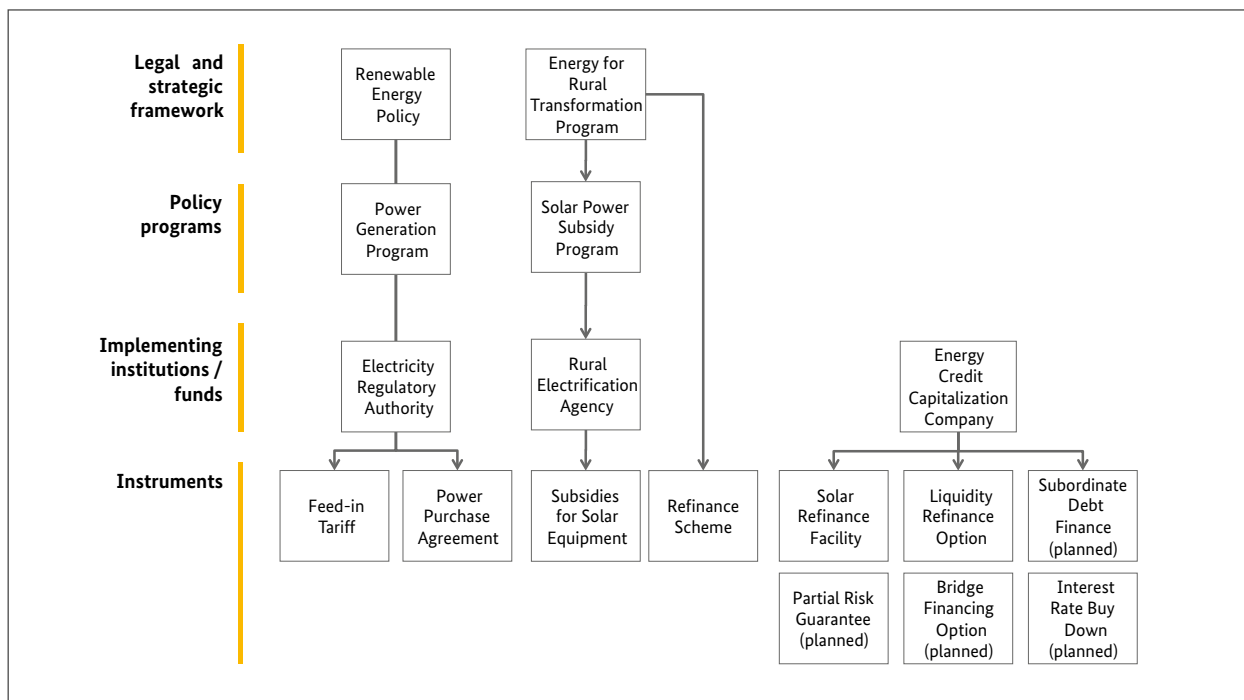 Legal and
strategic
framework
Renewable
Energy
Policy
Energy for
Rural
Transformation
Program
Policy
programs
Power
Generation
Program
Solar Power
Subsidy
Program
Implementing
institutions /
funds
Electricity
Regulatory
Authority
Rural
Electrification
Agency
Energy
Credit
Capitalization
Company
Instruments
Feed-in
Tariff
Power
Purchase
Agreement
Subsidies
for Solar
Equipment
Refinance
Scheme
Solar
Refinance
Facility
Liquidity
Refinance
Option
Subordinate
Debt
Finance
(planned)
Partial Risk
Guarantee
(planned)
Bridge
Financing
Option
(planned)
Interest
Rate Buy
Down
(planned)